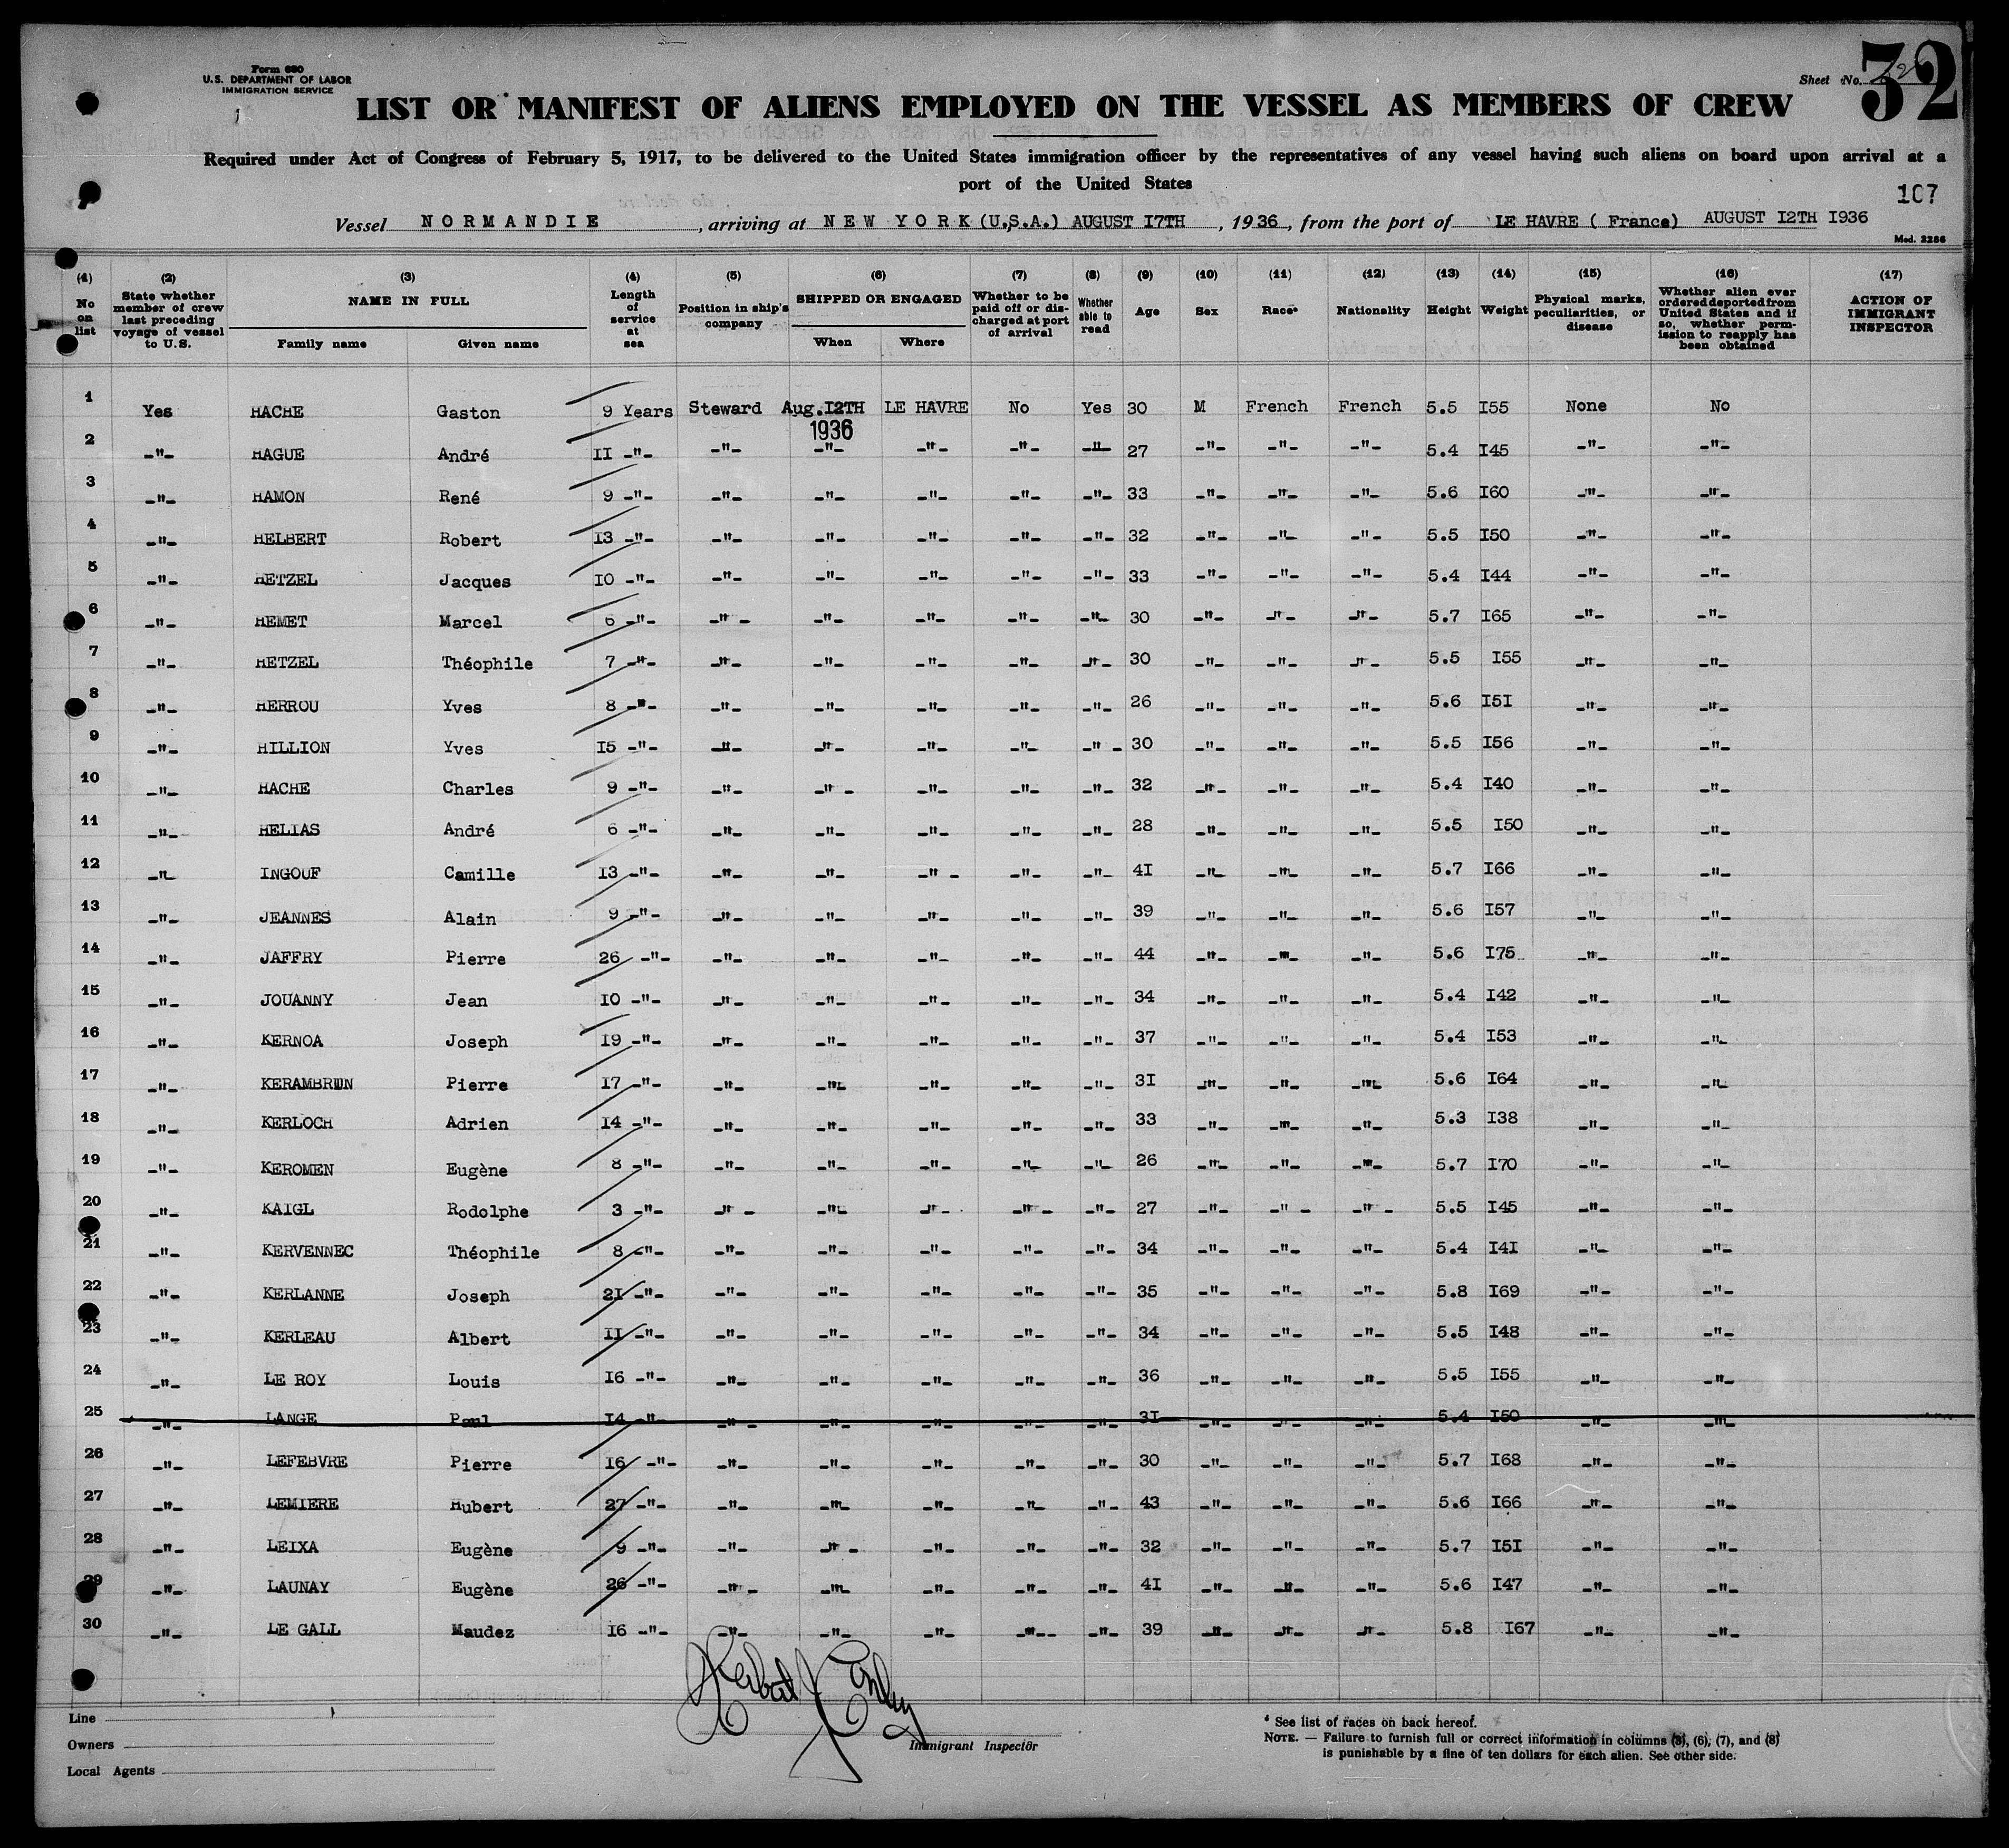 Form 680
U.S. DEPARTMENT OF LABOR
IMMIGRATION SERVICE
Sheet No.
32
LIST OR MANIFEST OF ALIENS EMPLOYED ON THE VESSEL AS MEMBERS OF CREW
Required under Act of Congress of February 5, 1917, to be delivered to the United States immigration officer by the representatives of any vessel having such aliens on board upon arrival at a
port of the United States
107
Vessel NORMANDIE, arriving at NEW YORK (U.S.A.) AUGUST I7TH, 1936, from the port of LE HAVRE ( France) AUGUST I2TH I936
Mod. 2286
(1) No on list (2) State whether member of crew last preceding voyage of vessel to U.S. (3) NAME IN FULL Family name Given name (4) Length of service at sea (5) Position in ship's company (6) SHIPPED OR ENGAGED When Where (7) Whether to be paid off or discharged at port of arrival (8) Whether able to read (9) Age (10) Sex (11) Race* (12) Nationality (13) Height (14) Weight (15) Physical marks, peculiarities, or disease (16) Whether alien ever ordered deported from United States and if so, whether permission to reapply has been obtained (17) ACTION OF IMMIGRANT INSPECTOR
1 Yes HACHE Gaston 9 Years Steward Aug.I2TH 1936 LE HAVRE No Yes 30 M French French 5.5 I55 None No
2 -"- HAGUE André II -"- -"- -"- -"- -"- -"- 27 -"- -"- -"- 5.4 I45 -"- -"-
3 -"- HAMON René 9 -"- -"- -"- -"- -"- -"- 33 -"- -"- -"- 5.6 I60 -"- -"-
4 -"- HELBERT Robert I3 -"- -"- -"- -"- -"- -"- 32 -"- -"- -"- 5.5 I50 -"- -"-
5 -"- HETZEL Jacques IO -"- -"- -"- -"- -"- -"- 33 -"- -"- -"- 5.4 I44 -"- -"-
6 -"- HEMET Marcel 6 -"- -"- -"- -"- -"- -"- 30 -"- -"- -"- 5.7 I65 -"- -"-
7 -"- HETZEL Théophile 7 -"- -"- -"- -"- -"- -"- 30 -"- -"- -"- 5.5 I55 -"- -"-
8 -"- HERROU Yves 8 -"- -"- -"- -"- -"- -"- 26 -"- -"- -"- 5.6 I5I -"- -"-
9 -"- HILLION Yves I5 -"- -"- -"- -"- -"- -"- 30 -"- -"- -"- 5.5 I56 -"- -"-
10 -"- HACHE Charles 9 -"- -"- -"- -"- -"- -"- 32 -"- -"- -"- 5.4 I40 -"- -"-
11 -"- HELIAS André 6 -"- -"- -"- -"- -"- -"- 28 -"- -"- -"- 5.5 I50 -"- -"-
12 -"- INGOUF Camille I3 -"- -"- -"- -"- -"- -"- 4I -"- -"- -"- 5.7 I66 -"- -"-
13 -"- JEANNES Alain 9 -"- -"- -"- -"- -"- -"- 39 -"- -"- -"- 5.6 I57 -"- -"-
14 -"- JAFFRY Pierre 26 -"- -"- -"- -"- -"- -"- 44 -"- -"- -"- 5.6 I75 -"- -"-
15 -"- JOUANNY Jean IO -"- -"- -"- -"- -"- -"- 34 -"- -"- -"- 5.4 I42 -"- -"-
16 -"- KERNOA Joseph I9 -"- -"- -"- -"- -"- -"- 37 -"- -"- -"- 5.4 I53 -"- -"-
17 -"- KERAMBRUN Pierre I7 -"- -"- -"- -"- -"- -"- 3I -"- -"- -"- 5.6 I64 -"- -"-
18 -"- KERLOCH Adrien I4 -"- -"- -"- -"- -"- -"- 33 -"- -"- -"- 5.3 I38 -"- -"-
19 -"- KEROMEN Eugène 8 -"- -"- -"- -"- -"- -"- 26 -"- -"- -"- 5.7 I70 -"- -"-
20 -"- KAIGL Rodolphe 3 -"- -"- -"- -"- -"- -"- 27 -"- -"- -"- 5.5 I45 -"- -"-
21 -"- KERVENNEC Théophile 8 -"- -"- -"- -"- -"- -"- 34 -"- -"- -"- 5.4 I4I -"- -"-
22 -"- KERLANNE Joseph 2I -"- -"- -"- -"- -"- -"- 35 -"- -"- -"- 5.8 I69 -"- -"-
23 -"- KERLEAU Albert II -"- -"- -"- -"- -"- -"- 34 -"- -"- -"- 5.5 I48 -"- -"-
24 -"- LE ROY Louis I6 -"- -"- -"- -"- -"- -"- 36 -"- -"- -"- 5.5 I55 -"- -"-
25 -"- LANGE Paul I4 -"- -"- -"- -"- -"- -"- 3I -"- -"- -"- 5.4 I50 -"- -"-
26 -"- LEFEBVRE Pierre I6 -"- -"- -"- -"- -"- -"- 30 -"- -"- -"- 5.7 I68 -"- -"-
27 -"- LEMIERE Hubert 27 -"- -"- -"- -"- -"- -"- 43 -"- -"- -"- 5.6 I66 -"- -"-
28 -"- LEIXA Eugène 9 -"- -"- -"- -"- -"- -"- 32 -"- -"- -"- 5.7 I5I -"- -"-
29 -"- LAUNAY Eugène 26 -"- -"- -"- -"- -"- -"- 4I -"- -"- -"- 5.6 I47 -"- -"-
30 -"- LE GALL Maudez I6 -"- -"- -"- -"- -"- -"- 39 -"- -"- -"- 5.8 I67 -"- -"-
Line
Owners
Local Agents
Immigrant Inspector
* See list of races on back hereof.
NOTE. — Failure to furnish full or correct information in columns (3), (6), (7), and (8)
is punishable by a fine of ten dollars for each alien. See other side.